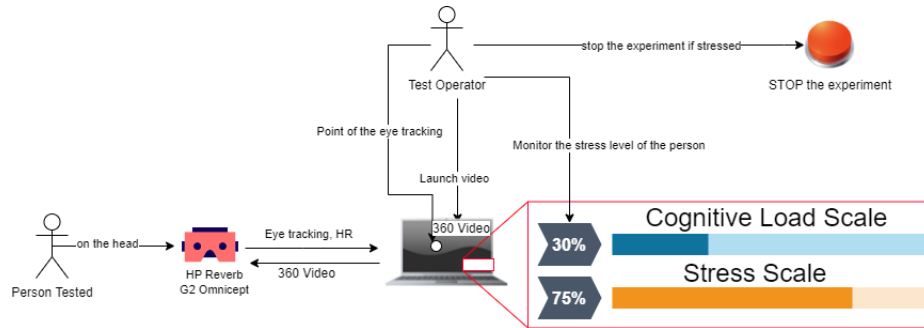 stop the experiment if stressed
Test Operator
STOP the experiment
Point of the eye tracking
Monitor the stress level of the person
Launch video
360 Video
Cognitive Load Scale
30%
on the head
Eye tracking, HR
360 Video
HP Reverb
G2 Omnicept
Person Tested
Stress Scale
75%